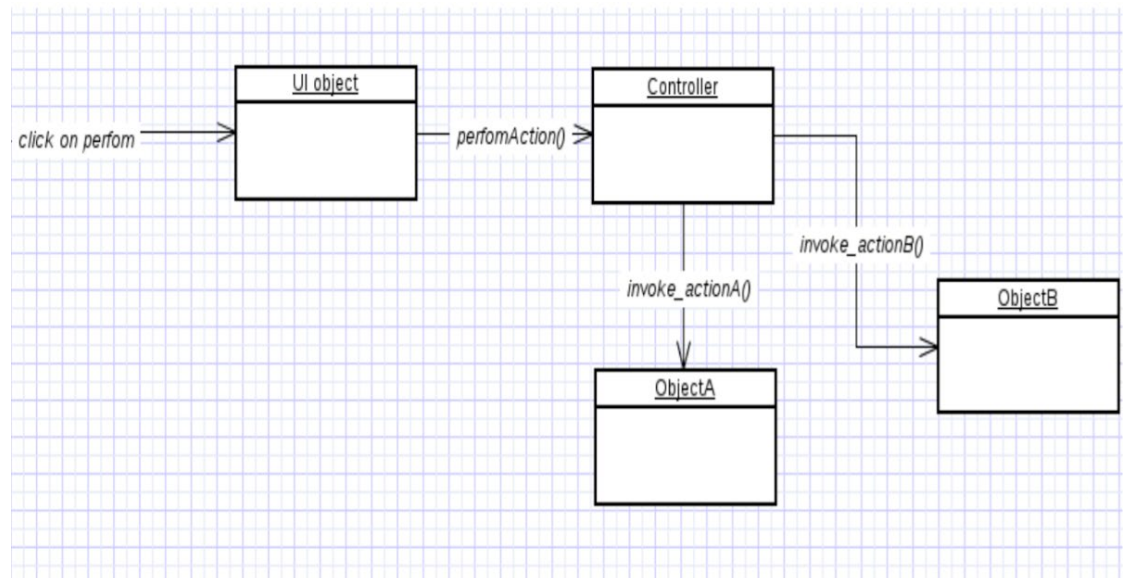 UI object
Controller
click on perfom
perfomAction()
invoke_actionB()
invoke_actionA()
ObjectB
ObjectA